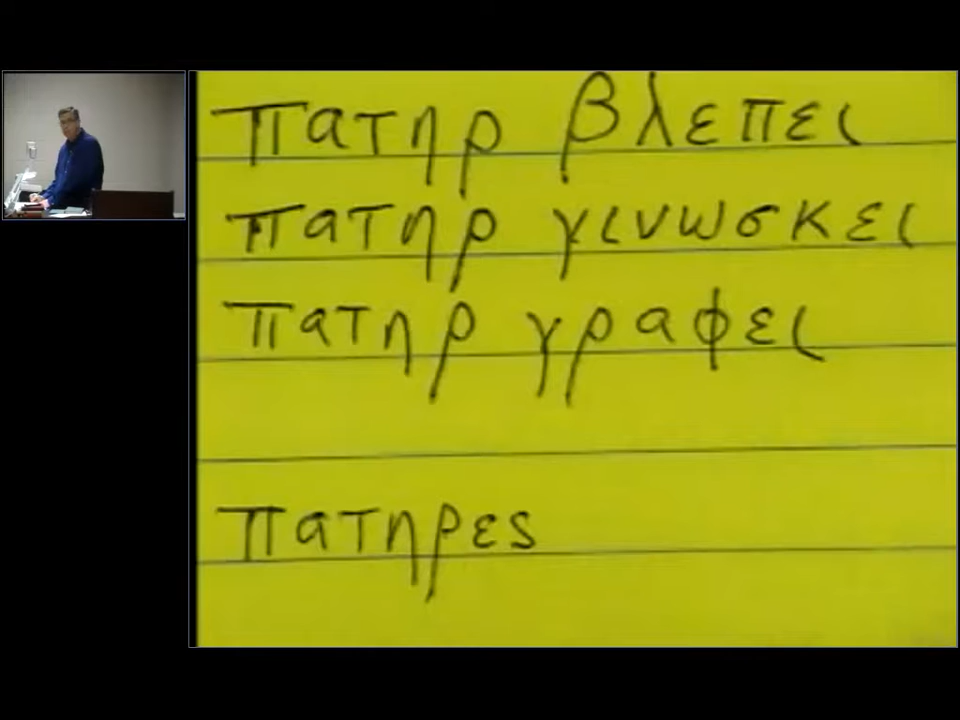 πατηρ βλεπει
πατηρ γινωσκει
πατηρ γραφει
πατηρες